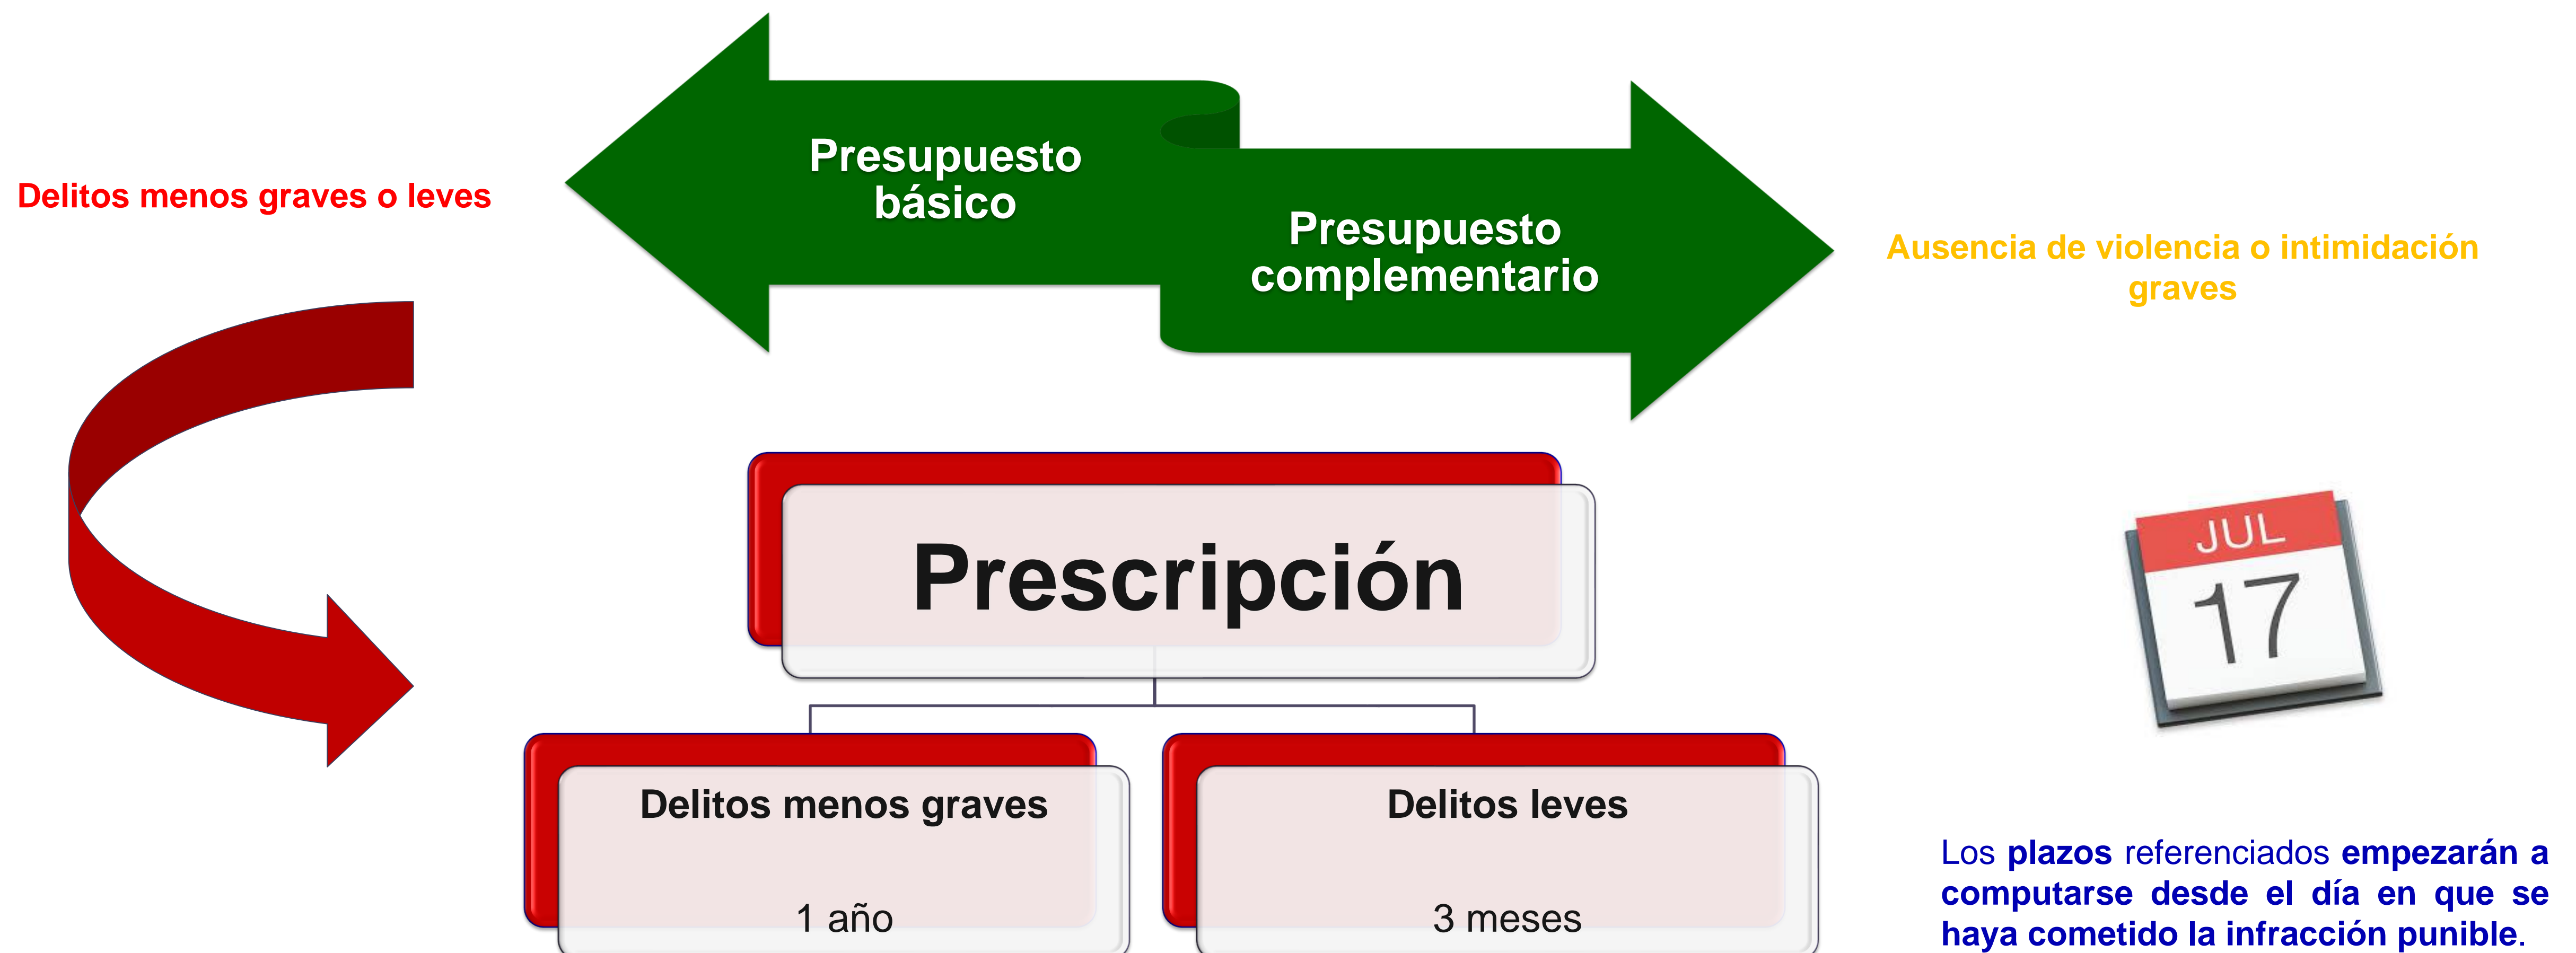 Presupuesto
básico
Delitos menos graves o leves
Presupuesto
complementario
Ausencia de violencia o intimidación
graves
JUL
17
Prescripción
Delitos menos graves
1 año
Delitos leves
3 meses
Los plazos referenciados empezarán a
computarse desde el día en que se
haya cometido la infracción punible.